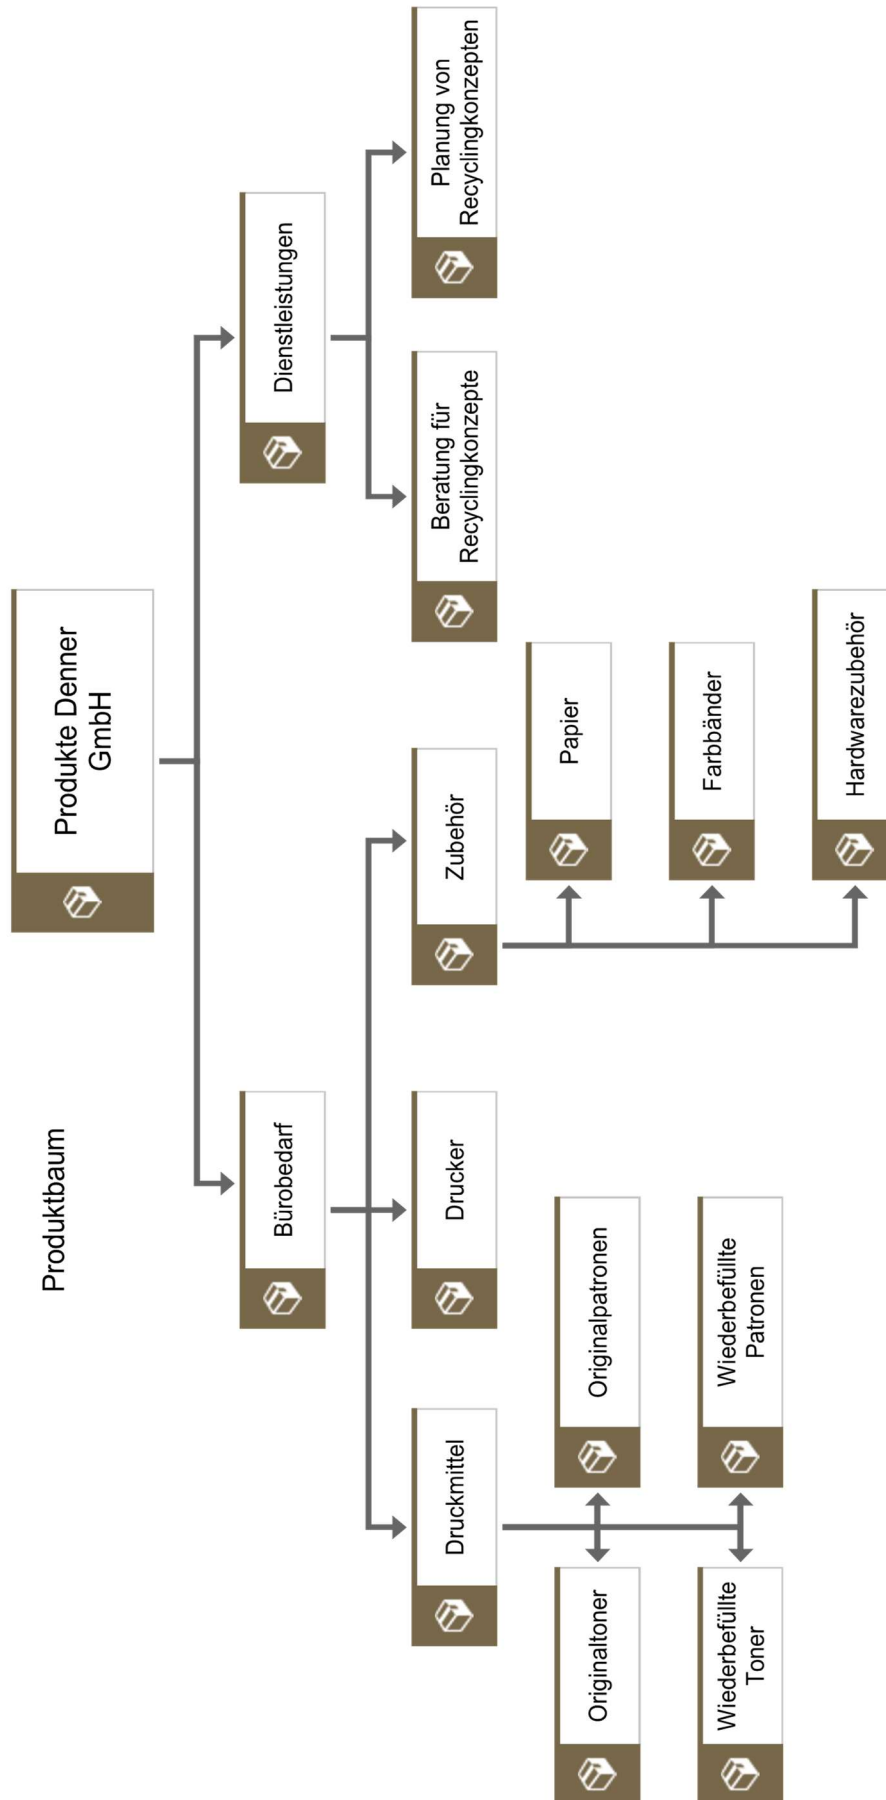 Produktbaum
Produkte Denner
GmbH
Bürobedarf
Dienstleistungen
Druckmittel
Drucker
Zubehör
Beratung für
Recyclingkonzepte
Planung von
Recyclingkonzepten
Originaltoner
Originalpatronen
Wiederbefüllte
Toner
Wiederbefüllte
Patronen
Papier
Farbbänder
Hardwarezubehör